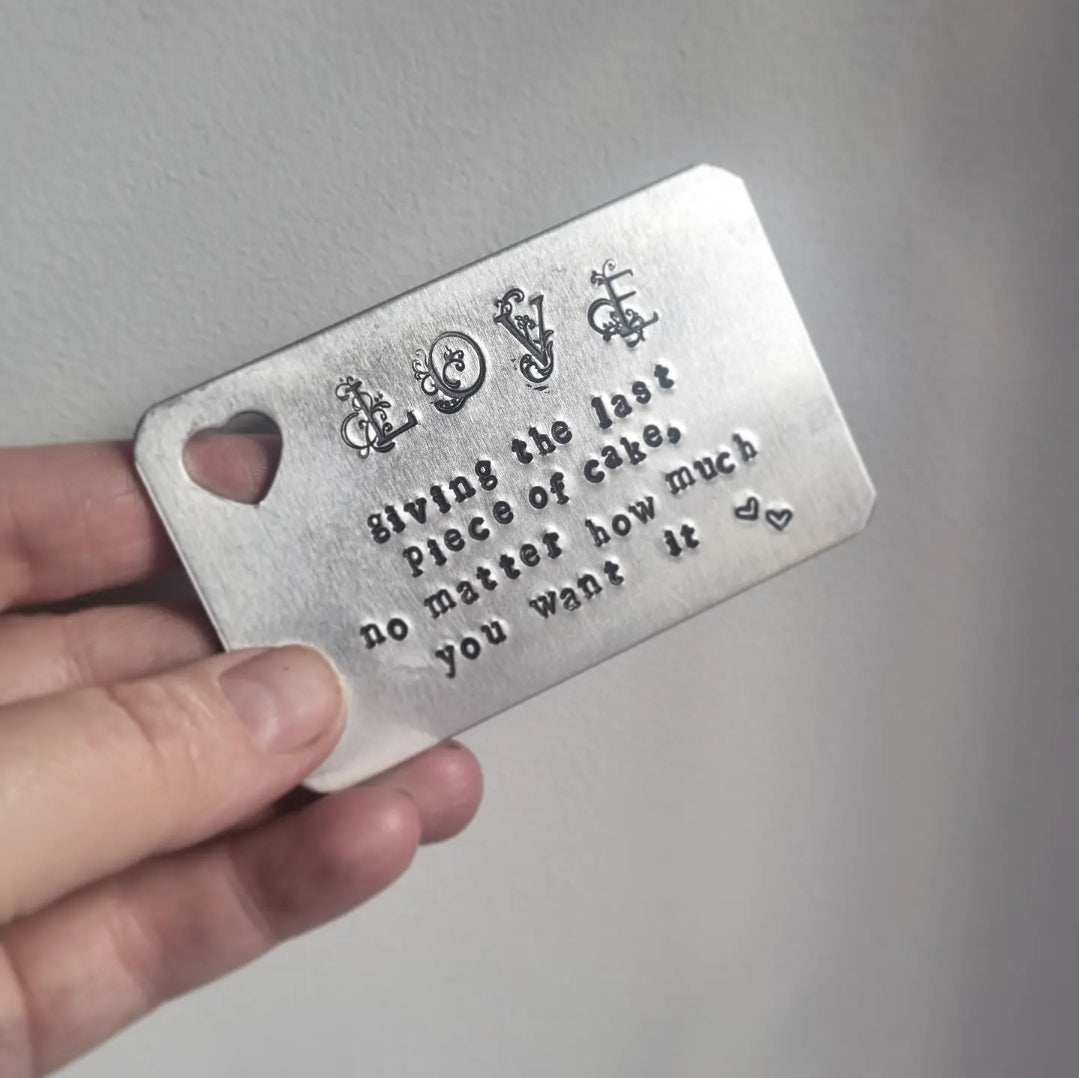 LOVE
giving the last
piece of cake,
no matter how much
you want it